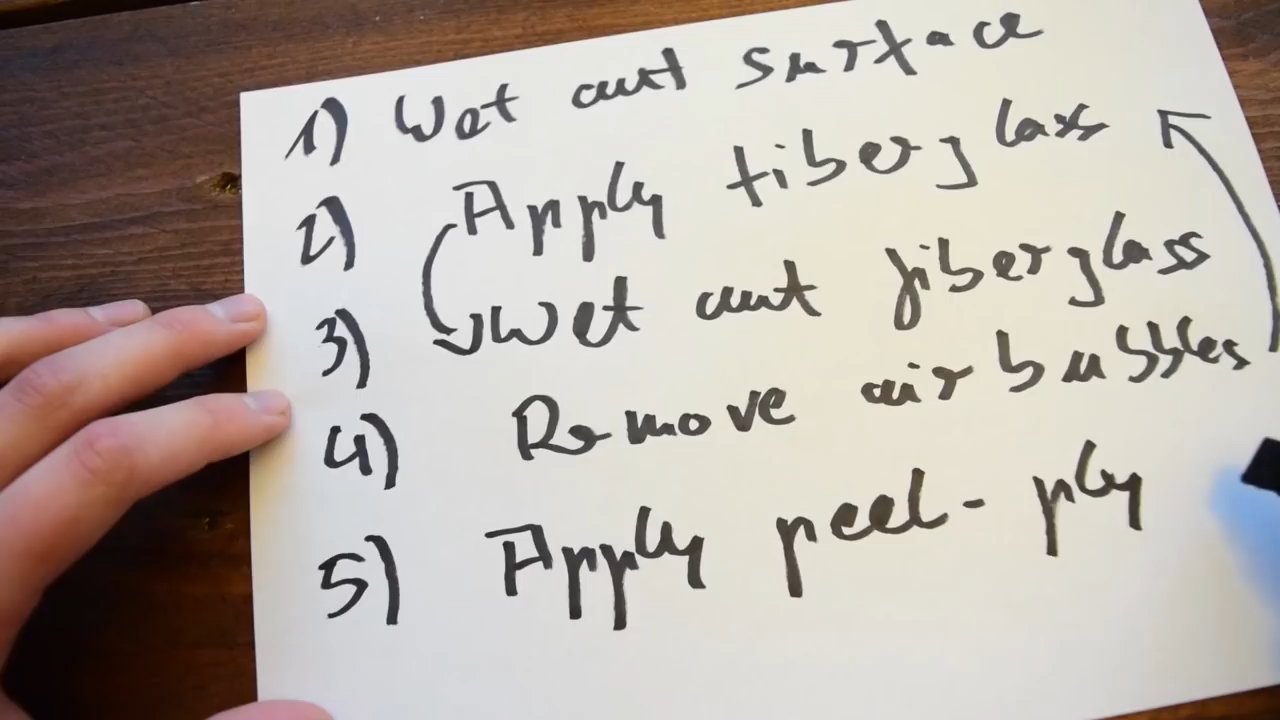 1) Wet out surface
2) Apply fiberglass
3) Wet out fiberglass
4) Remove air bubbles
5) Apply peel-ply